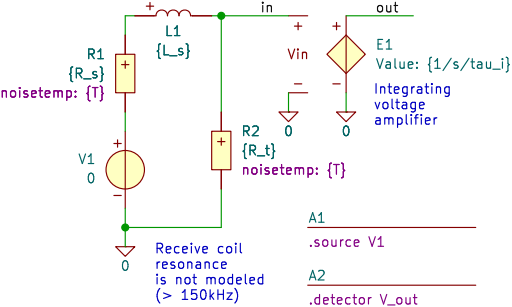 in
out
+
L1
{L_s}
R1
{R_s}
noisetemp: {T}
+
+
Vin
−
+
−
E1
Value: {1/s/tau_i}
Integrating
voltage
amplifier
0
0
V1
0
+
−
+
R2
{R_t}
noisetemp: {T}
0
Receive coil
resonance
is not modeled
(> 150kHz)
A1
.source V1
A2
.detector V_out